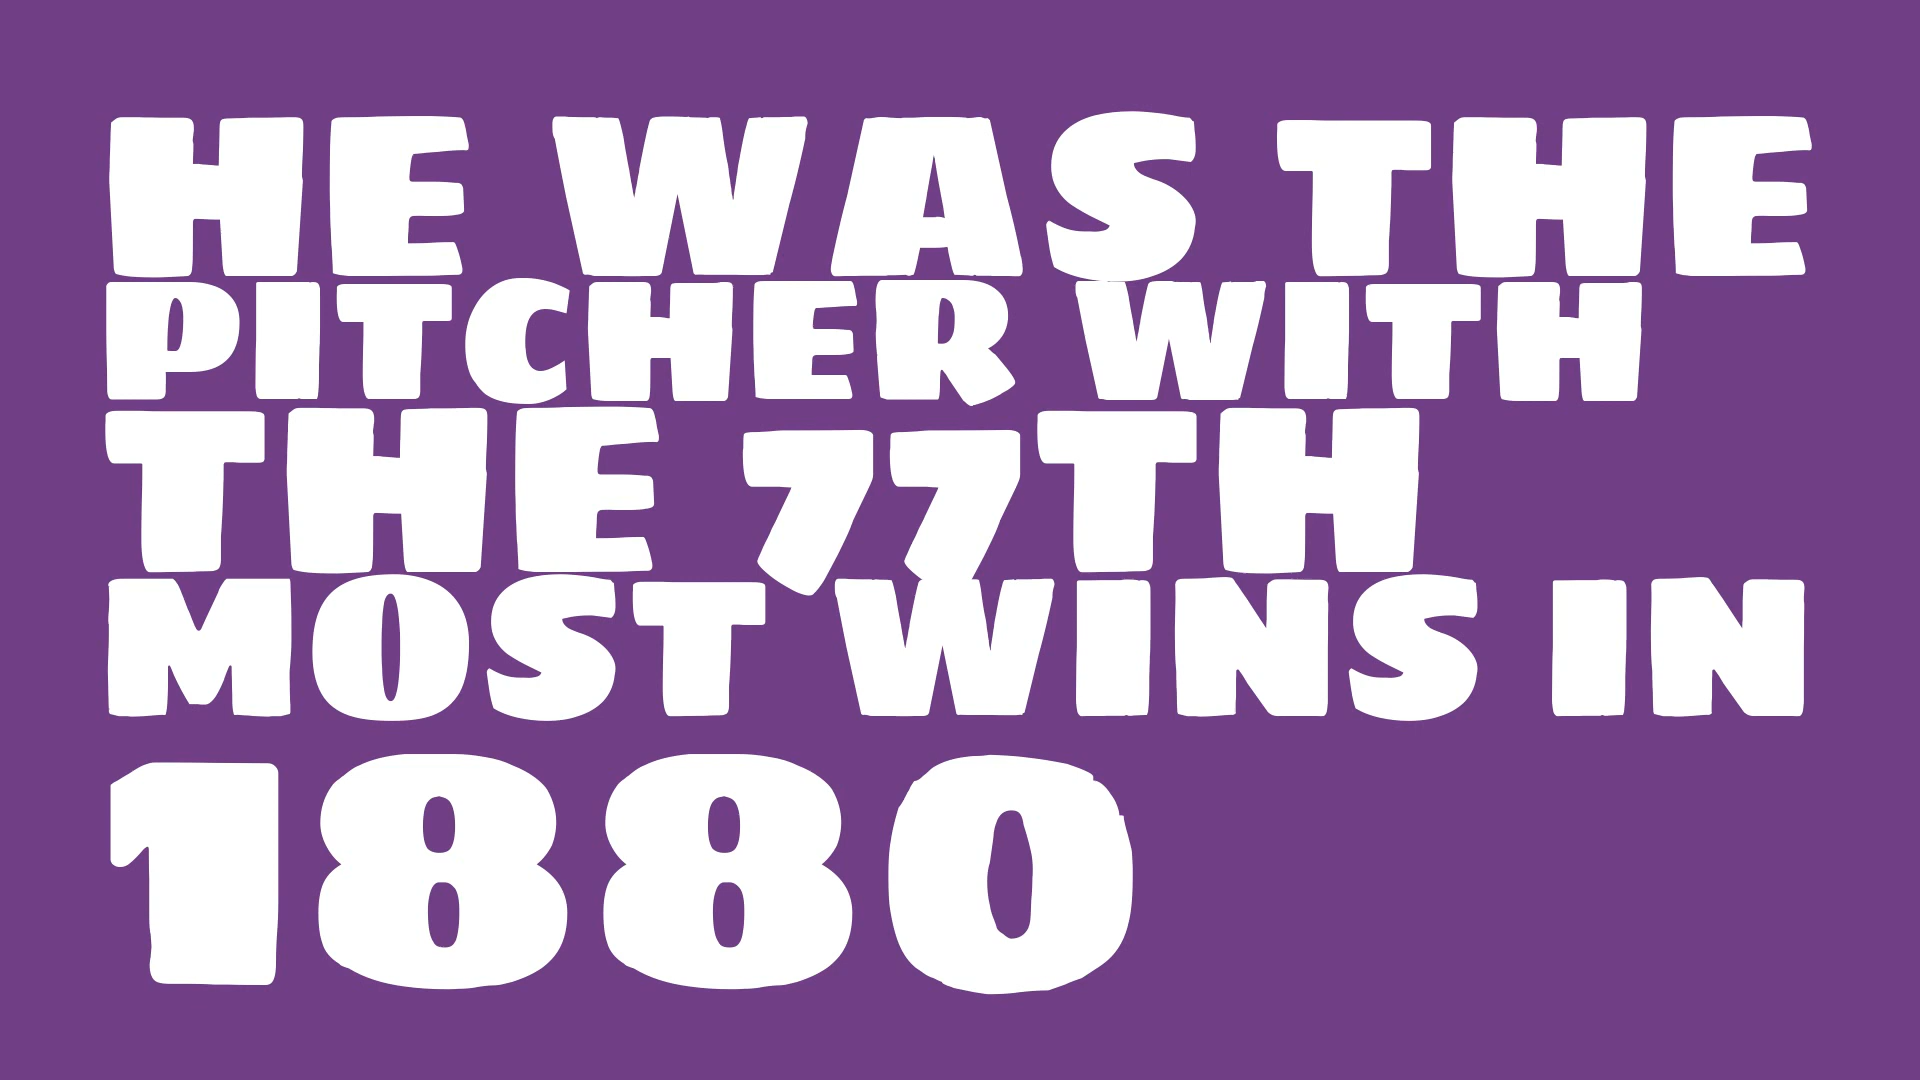 HE WAS THE
PITCHER WITH
THE 77TH
MOST WINS IN
1880